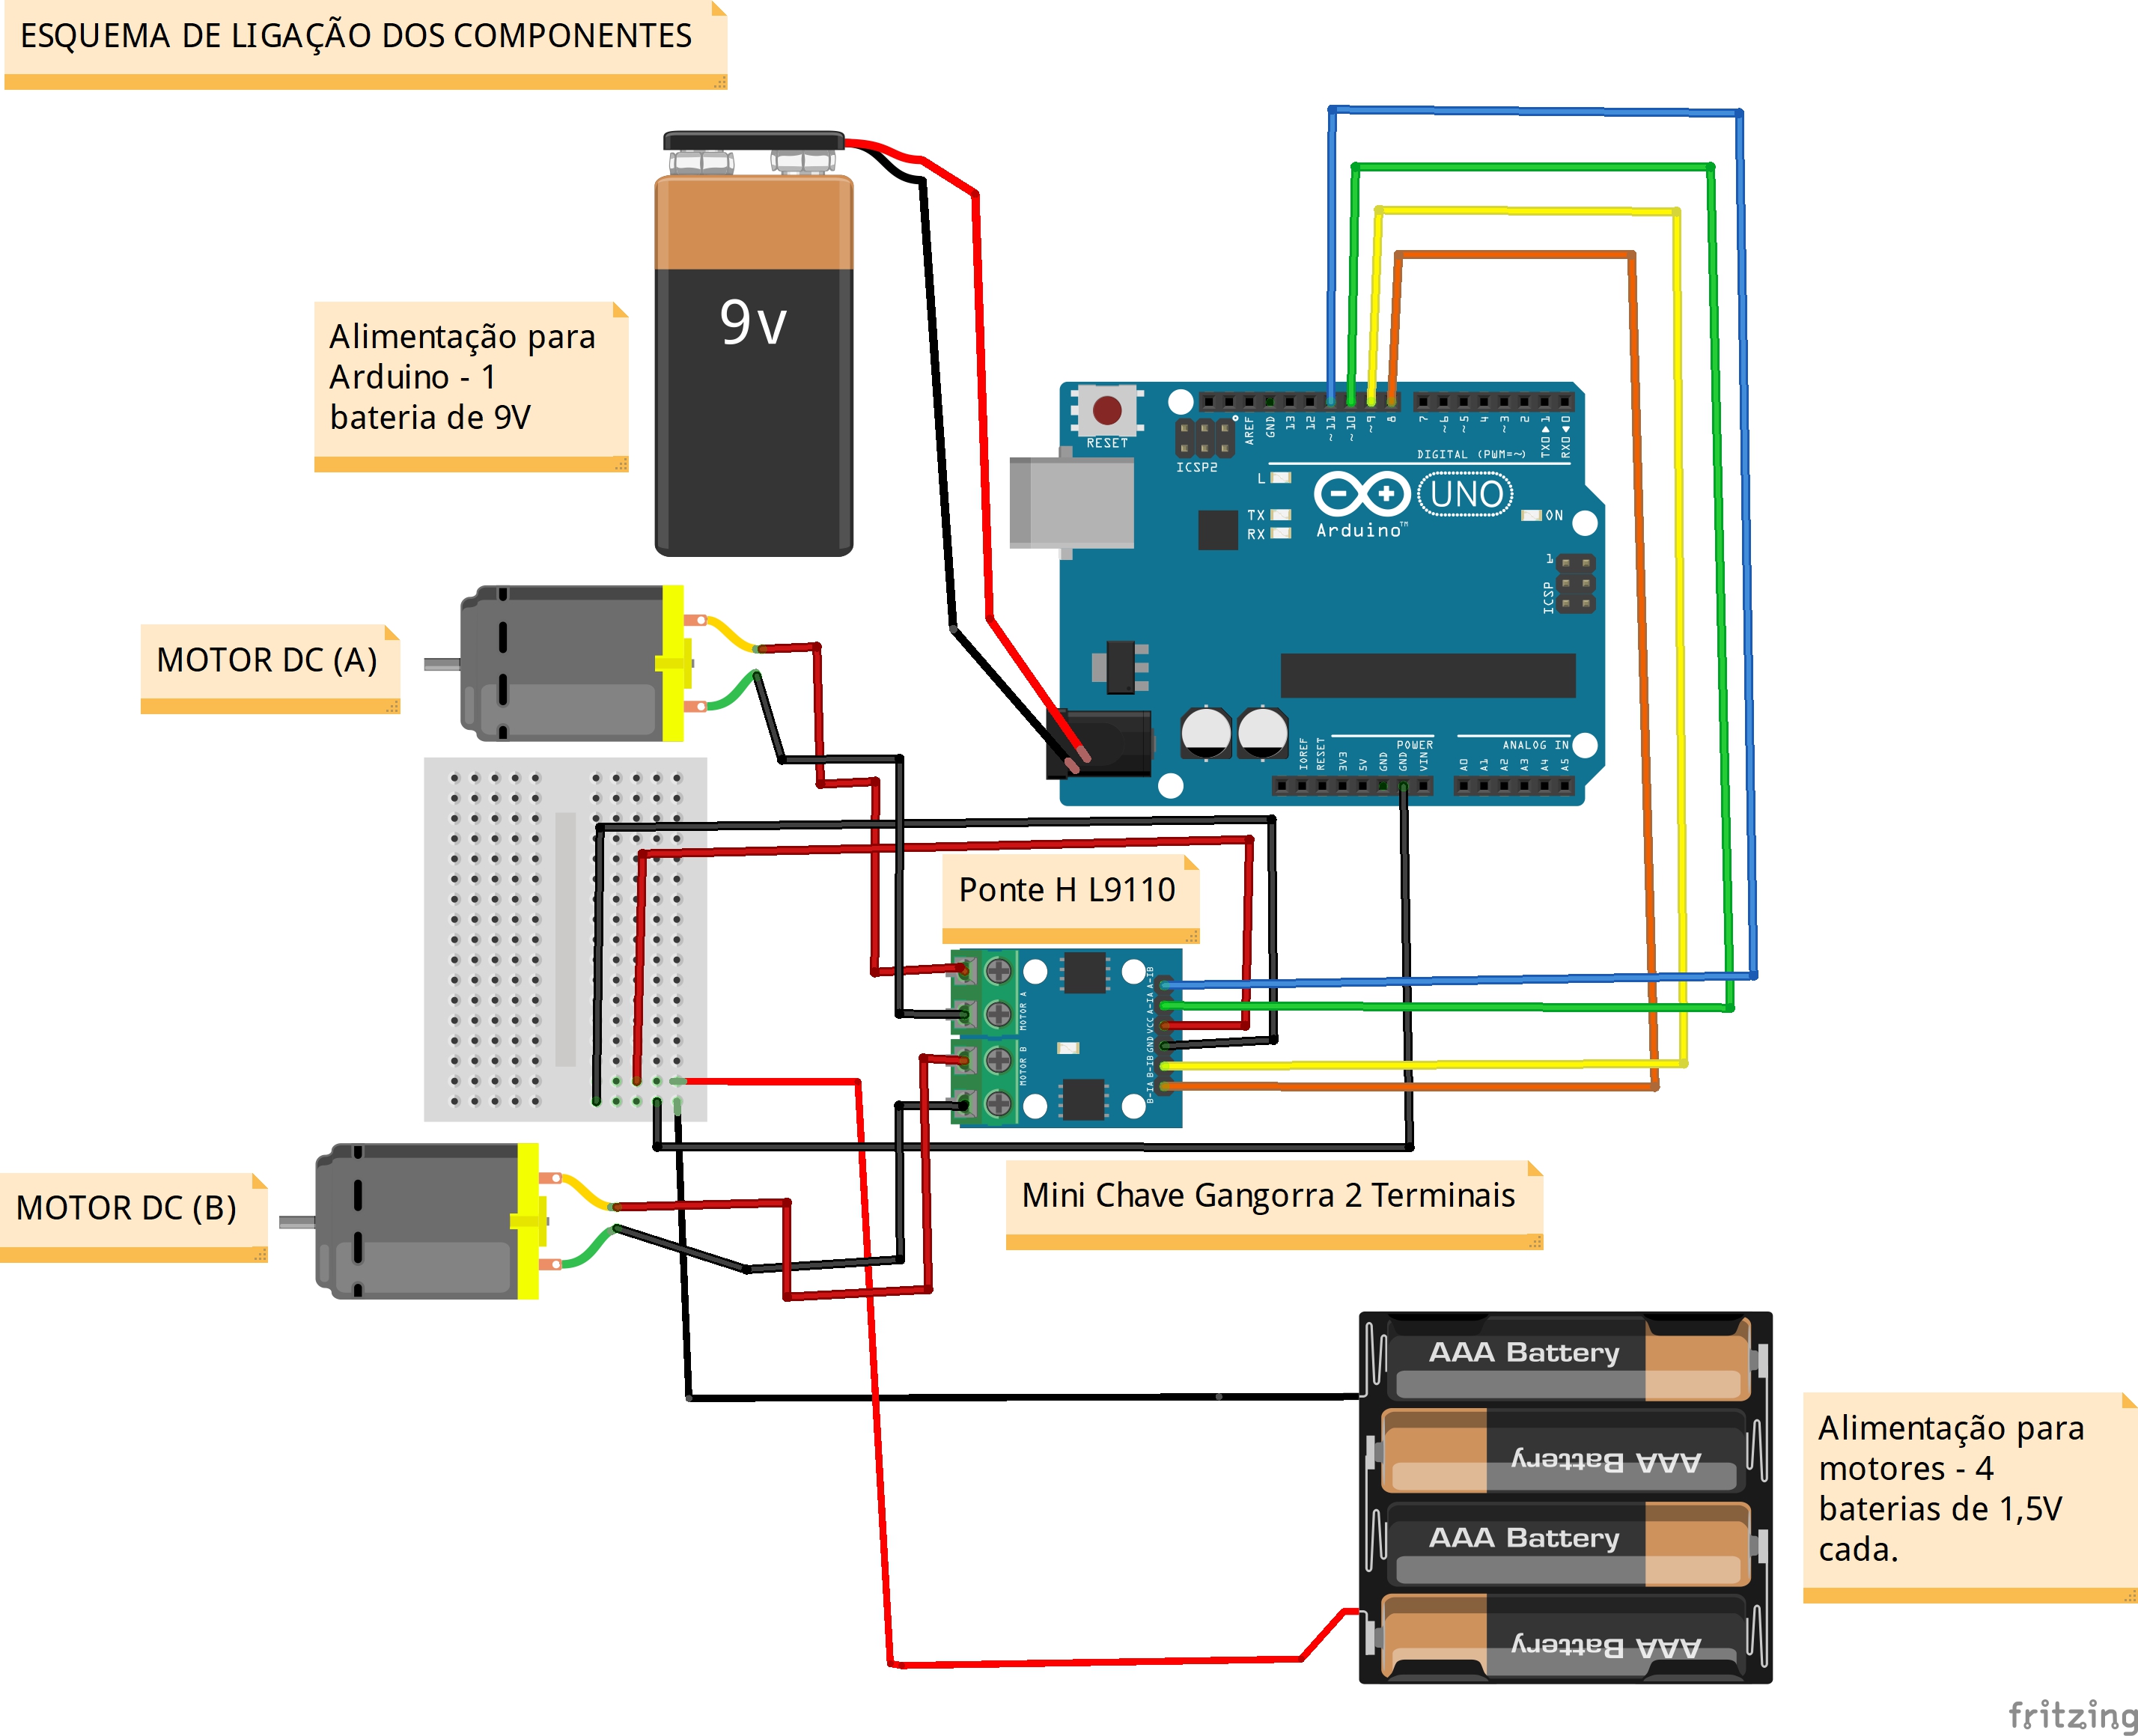 ESQUEMA DE LIGAÇÃO DOS COMPONENTES
9v
Alimentação para
Arduino - 1
bateria de 9V
RESET
ICSP2
AREF
GND
13
12
~11
~10
~9
8
7
~6
~5
4
~3
2
TX0▶1
RX0◀0
DIGITAL (PWM=~)
L
TX
RX
Arduino™
UNO
ON
1
ICSP
MOTOR DC (A)
IOREF
RESET
3V3
5V
GND
GND
VIN
POWER
A0
A1
A2
A3
A4
A5
ANALOG IN
Ponte H L9110
MOTOR A
MOTOR B
A-IB
A-IA
VCC
GND
B-IB
B-IA
MOTOR DC (B)
Mini Chave Gangorra 2 Terminais
AAA Battery
AAA Battery
AAA Battery
AAA Battery
Alimentação para
motores - 4
baterias de 1,5V
cada.
fritzing